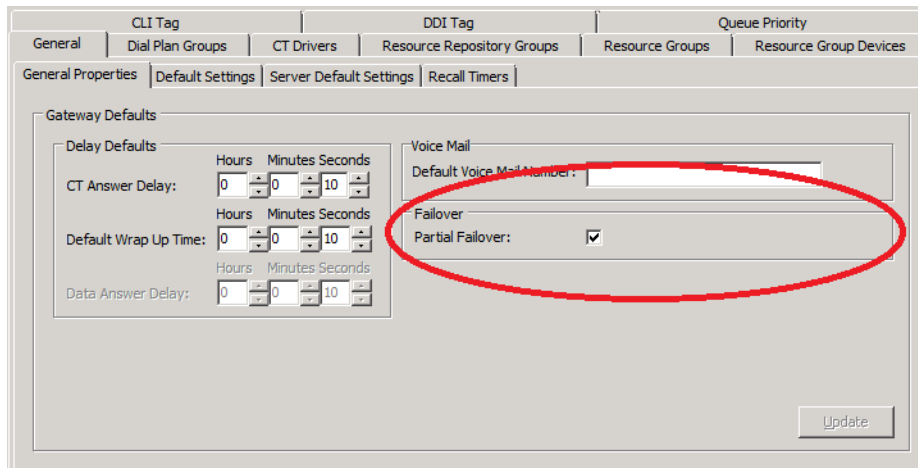 CLI Tag DDI Tag Queue Priority
General Dial Plan Groups CT Drivers Resource Repository Groups Resource Groups Resource Group Devices
General Properties Default Settings Server Default Settings Recall Timers
Gateway Defaults
Delay Defaults
Hours Minutes Seconds
CT Answer Delay: 0 0 10
Hours Minutes Seconds
Default Wrap Up Time: 0 0 10
Hours Minutes Seconds
Data Answer Delay: 0 0 10
Voice Mail
Default Voice Mail Number:
Failover
Partial Failover:
Update